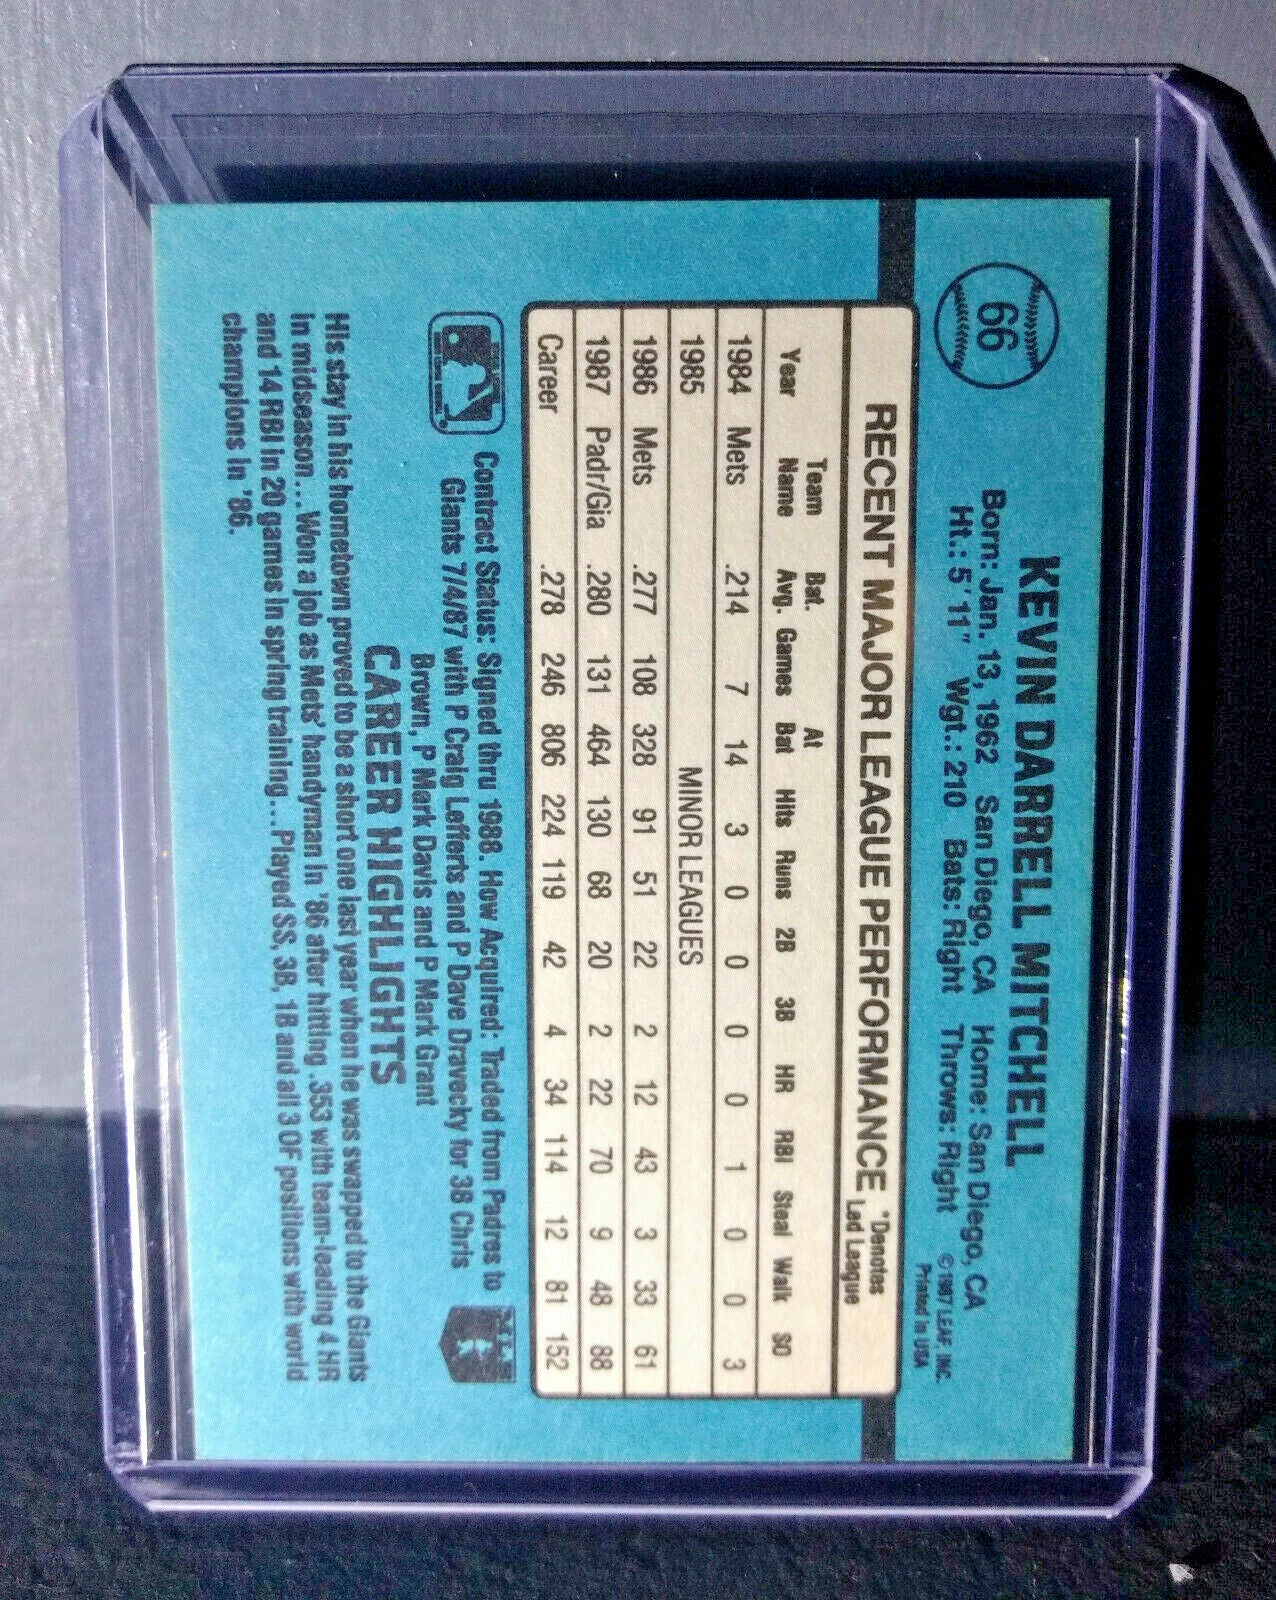 66
KEVIN DARRELL MITCHELL
Born: Jan. 13, 1962 San Diego, CA Home: San Diego, CA
Ht.: 5'11" Wgt.: 210 Bats: Right Throws: Right
©1987 LEAF, INC.
Printed in USA
RECENT MAJOR LEAGUE PERFORMANCE *Denotes Led League
Year Team Name Bat. Avg. Games At Bat Hits Runs 2B 3B HR RBI Steal Walk SO
1984 Mets .214 7 14 3 0 0 0 0 1 0 0 3
1985 MINOR LEAGUES
1986 Mets .277 108 328 91 51 22 2 12 43 3 33 61
1987 Padr/Gia .280 131 464 130 68 20 2 22 70 9 48 88
Career .278 246 806 224 119 42 4 34 114 12 81 152
Contract Status: Signed thru 1988. How Acquired: Traded from Padres to
Giants 7/4/87 with P Craig Lefferts and P Dave Dravecky for 3B Chris
Brown, P Mark Davis and P Mark Grant
CAREER HIGHLIGHTS
His stay in his hometown proved to be a short one last year when he was swapped to the Giants
in midseason...Won a job as Mets' handyman in '86 after hitting .353 with team-leading 4 HR
and 14 RBI in 20 games in spring training...Played SS, 3B, 1B and all 3 OF positions with world
champions in '86.